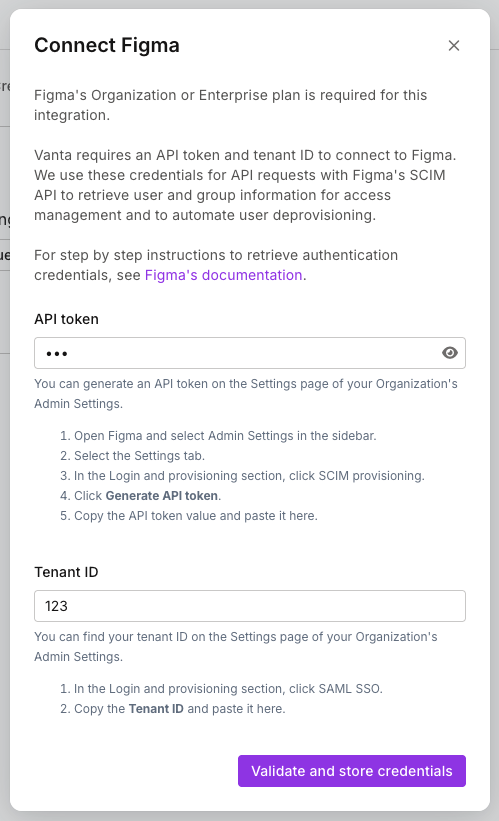 Connect Figma
Figma's Organization or Enterprise plan is required for this
integration.
Vanta requires an API token and tenant ID to connect to Figma.
We use these credentials for API requests with Figma's SCIM
API to retrieve user and group information for access
management and to automate user deprovisioning.
For step by step instructions to retrieve authentication
credentials, see Figma's documentation.
API token
•••
You can generate an API token on the Settings page of your Organization's
Admin Settings.
1. Open Figma and select Admin Settings in the sidebar.
2. Select the Settings tab.
3. In the Login and provisioning section, click SCIM provisioning.
4. Click Generate API token.
5. Copy the API token value and paste it here.
Tenant ID
123
You can find your tenant ID on the Settings page of your Organization's
Admin Settings.
1. In the Login and provisioning section, click SAML SSO.
2. Copy the Tenant ID and paste it here.
Validate and store credentials